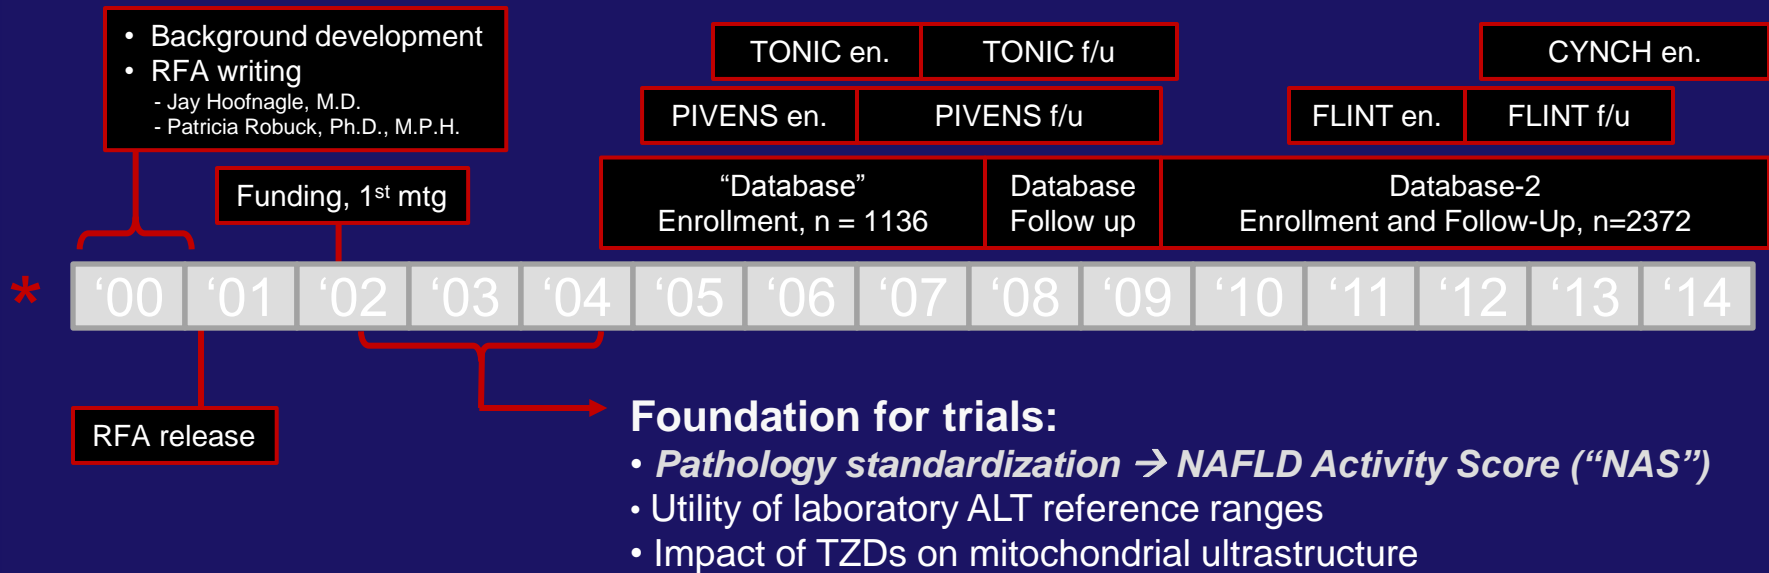 • Background development
• RFA writing
- Jay Hoofnagle, M.D.
- Patricia Robuck, Ph.D., M.P.H.
TONIC en.
TONIC f/u
CYNCH en.
PIVENS en.
PIVENS f/u
FLINT en.
FLINT f/u
Funding, 1st mtg
“Database”
Enrollment, n = 1136
Database
Follow up
Database-2
Enrollment and Follow-Up, n=2372
* ‘00 ‘01 ‘02 ‘03 ‘04 ‘05 ‘06 ‘07 ‘08 ‘09 ‘10 ‘11 ‘12 ‘13 ‘14
RFA release
Foundation for trials:
• Pathology standardization → NAFLD Activity Score (“NAS”)
• Utility of laboratory ALT reference ranges
• Impact of TZDs on mitochondrial ultrastructure